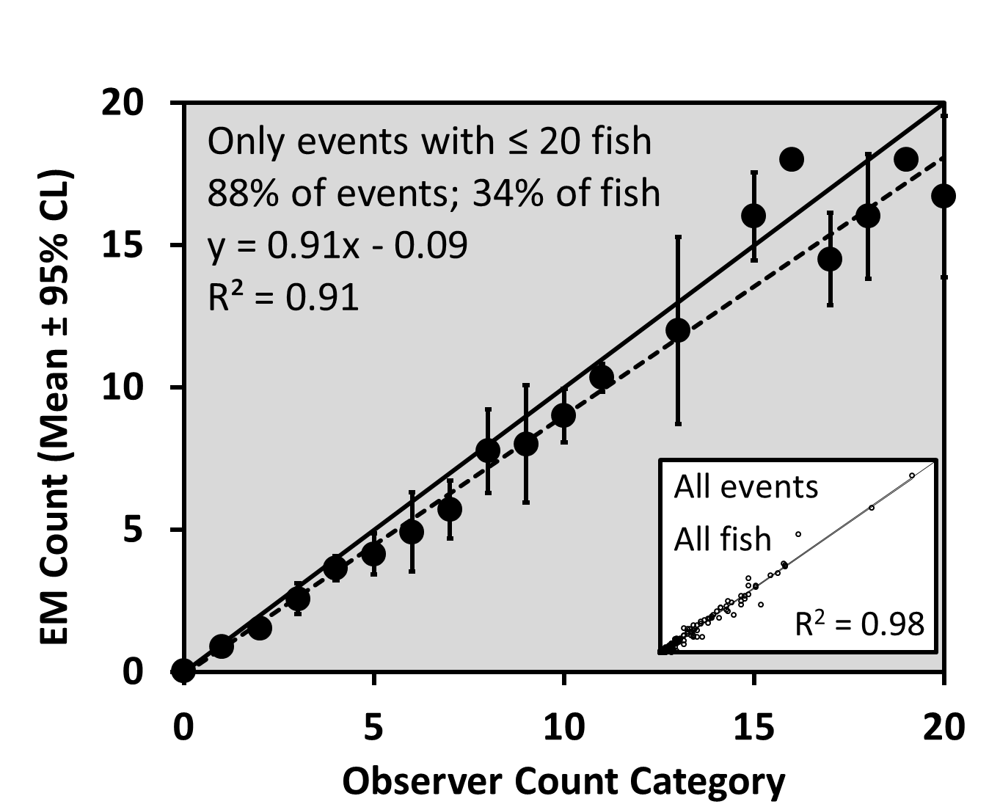 Only events with ≤ 20 fish
88% of events; 34% of fish
y = 0.91x - 0.09
R² = 0.91
EM Count (Mean ± 95% CL)
20
15
10
5
0
All events
All fish
R² = 0.98
0 5 10 15 20
Observer Count Category